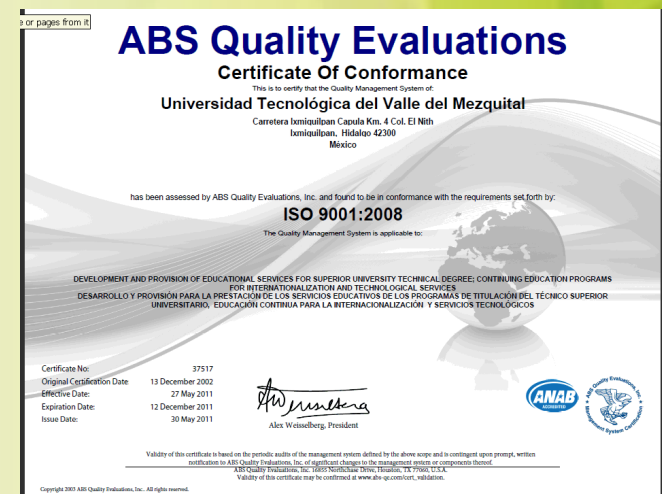 e or pages from it
ABS Quality Evaluations
Certificate Of Conformance
This is to certify that the Quality Management System of:
Universidad Tecnológica del Valle del Mezquital
Carretera Ixmiquilpan Capula Km. 4 Col. El Nith
Ixmiquilpan, Hidalgo 42300
México
has been assessed by ABS Quality Evaluations, Inc. and found to be in conformance with the requirements set forth by:
ISO 9001:2008
The Quality Management System is applicable to:
DEVELOPMENT AND PROVISION OF EDUCATIONAL SERVICES FOR SUPERIOR UNIVERSITY TECHNICAL DEGREE; CONTINUING EDUCATION PROGRAMS
FOR INTERNATIONALIZATION AND TECHNOLOGICAL SERVICES
DESARROLLO Y PROVISIÓN PARA LA PRESTACIÓN DE LOS SERVICIOS EDUCATIVOS DE LOS PROGRAMAS DE TITULACIÓN DEL TÉCNICO SUPERIOR
UNIVERSITARIO, EDUCACIÓN CONTINUA PARA LA INTERNACIONALIZACIÓN Y SERVICIOS TECNOLÓGICOS
Certificate No: 37517
Original Certification Date 13 December 2002
Effective Date: 27 May 2011
Expiration Date: 12 December 2011
Issue Date: 30 May 2011
Alex Weisselberg, President
ANAB
ACCREDITED
ABS Quality Evaluations, Inc.
Management System Certification
Validity of this certificate is based on the periodic audits of the management system defined by the above scope and is contingent upon prompt, written
notification to ABS Quality Evaluations, Inc. of significant changes to the management system or components thereof.
ABS Quality Evaluations, Inc. 16855 Northchase Drive, Houston, TX 77060, U.S.A.
Validity of this certificate may be confirmed at www.abs-qe.com/cert_validation.
Copyright 2003 ABS Quality Evaluations, Inc.. All rights reserved.